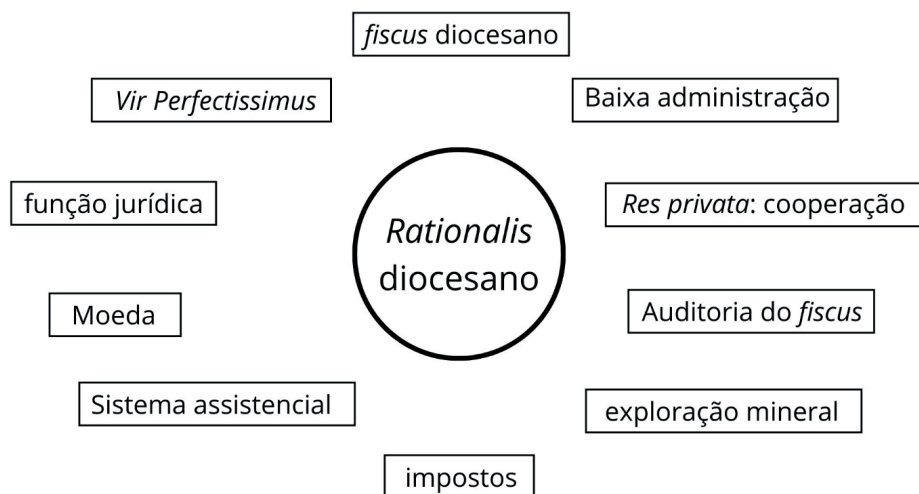 fiscus diocesano
Vir Perfectissimus
Baixa administração
função jurídica
Res privata: cooperação
Rationalis
diocesano
Moeda
Auditoria do fiscus
Sistema assistencial
exploração mineral
impostos